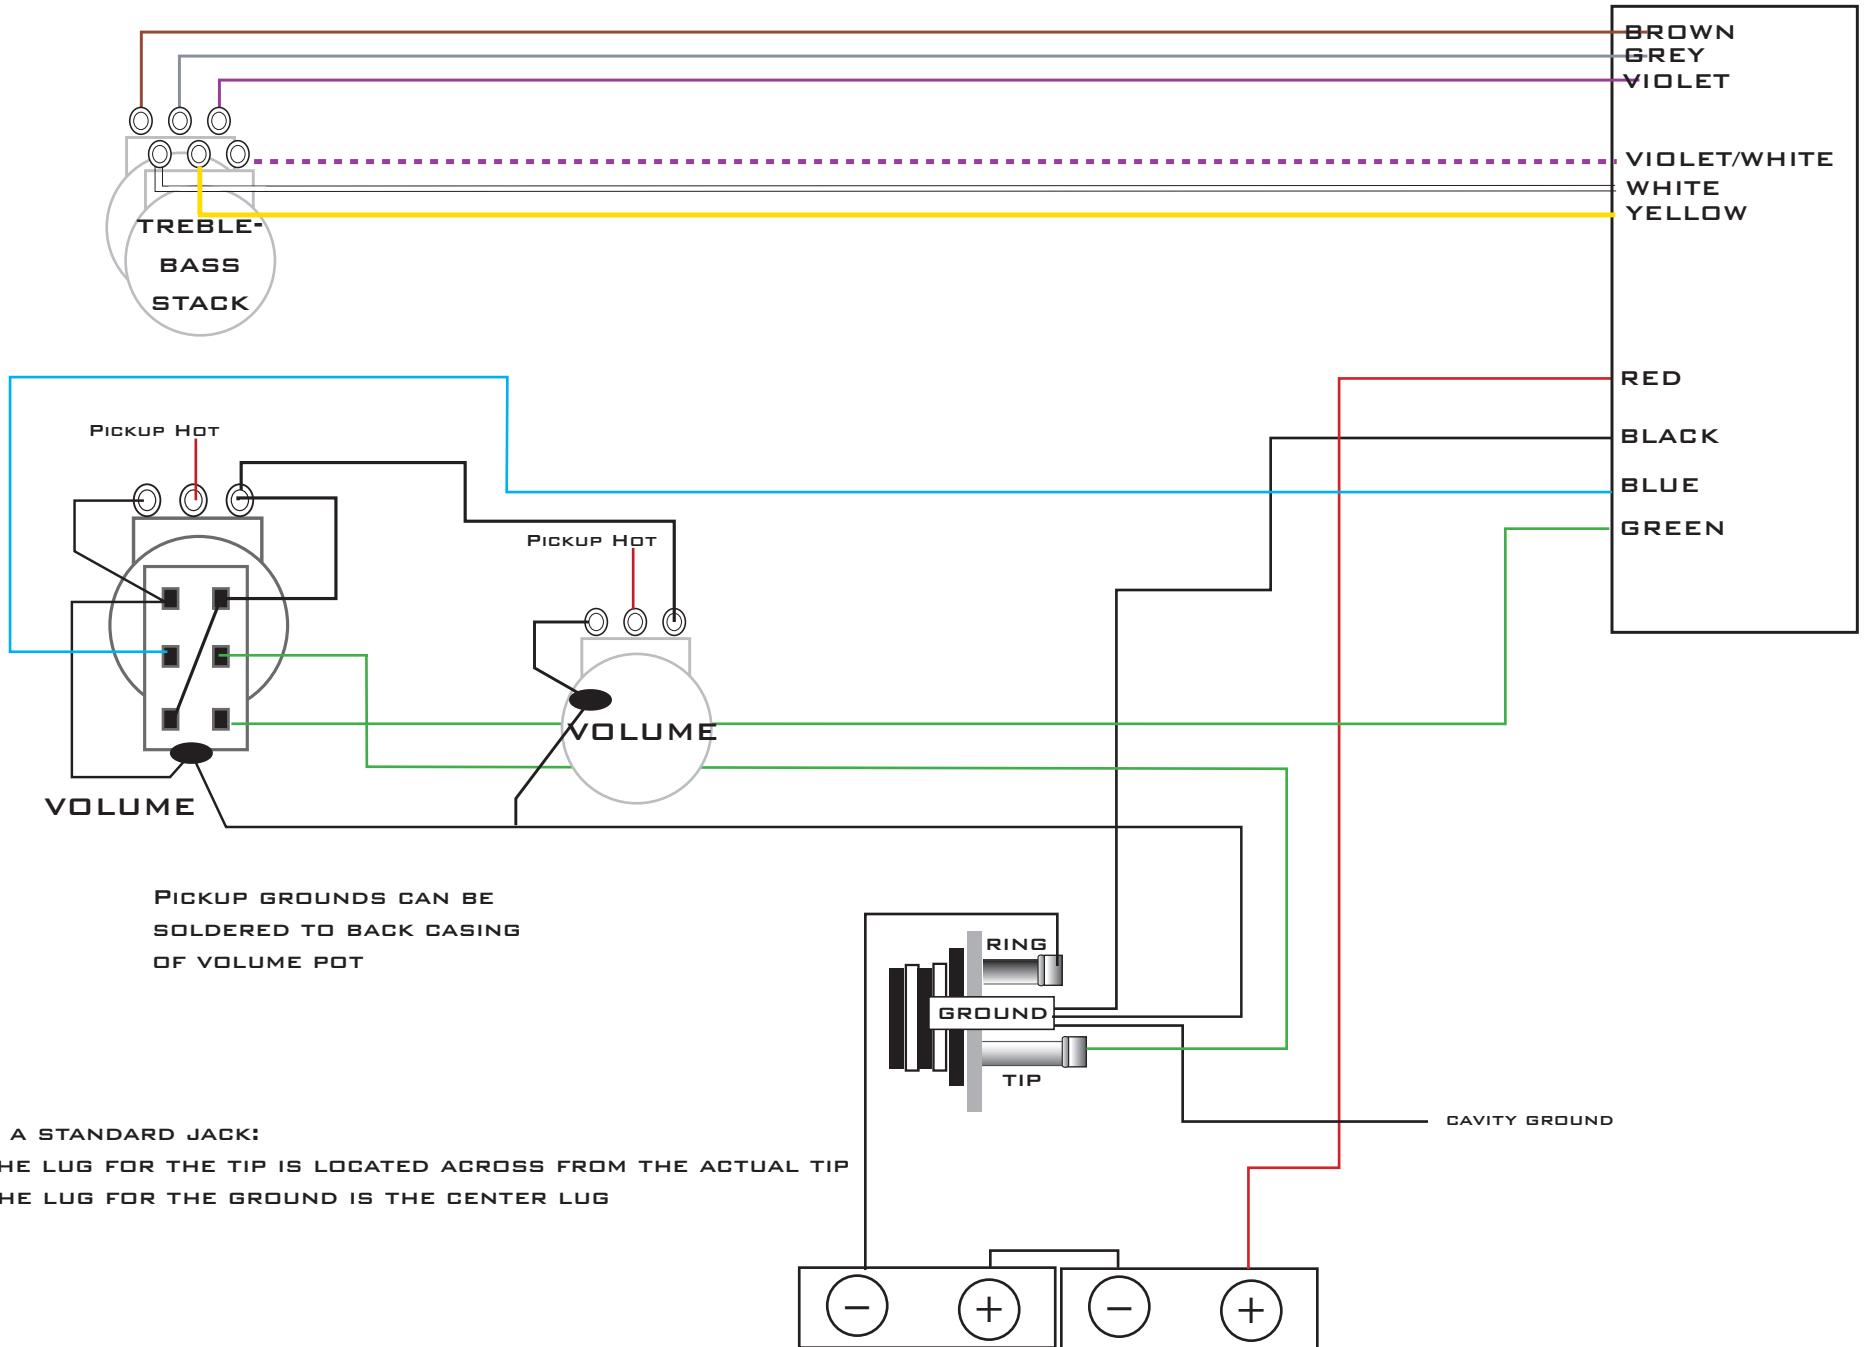 BROWN
GREY
VIOLET
VIOLET/WHITE
WHITE
YELLOW
TREBLE-
BASS
STACK
RED
BLACK
BLUE
GREEN
PICKUP HOT
PICKUP HOT
VOLUME
VOLUME
PICKUP GROUNDS CAN BE
SOLDERED TO BACK CASING
OF VOLUME POT
RING
GROUND
TIP
CAVITY GROUND
A STANDARD JACK:
HE LUG FOR THE TIP IS LOCATED ACROSS FROM THE ACTUAL TIP
HE LUG FOR THE GROUND IS THE CENTER LUG
− + − +